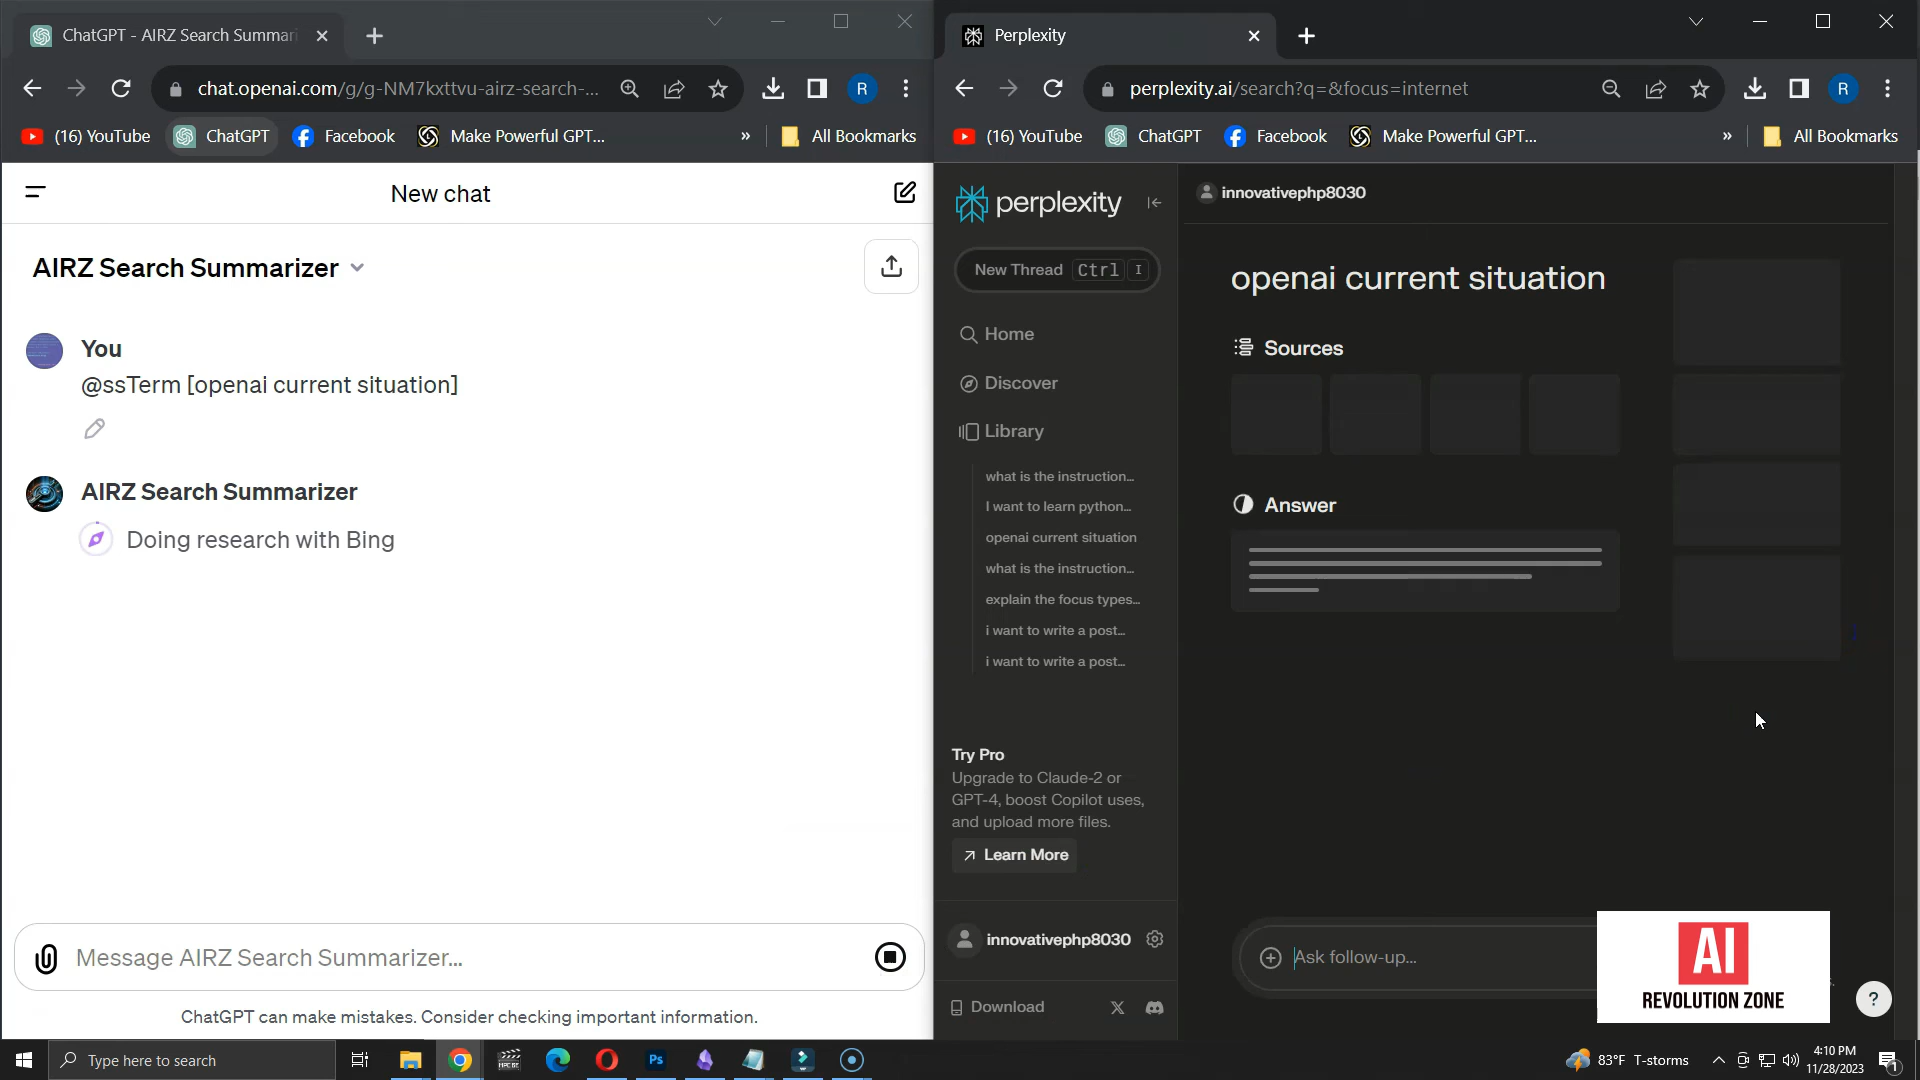 ChatGPT - AIRZ Search Summari
chat.openai.com/g/g-NM7kxttvu-airz-search-...
R
(16) YouTube
ChatGPT
Facebook
Make Powerful GPT...
»
All Bookmarks
New chat
AIRZ Search Summarizer
You
@ssTerm [openai current situation]
AIRZ Search Summarizer
Doing research with Bing
Message AIRZ Search Summarizer...
ChatGPT can make mistakes. Consider checking important information.
Perplexity
perplexity.ai/search?q=&focus=internet
R
(16) YouTube
ChatGPT
Facebook
Make Powerful GPT...
»
All Bookmarks
perplexity
New Thread Ctrl I
Home
Discover
Library
what is the instruction...
I want to learn python...
openai current situation
what is the instruction...
explain the focus types...
i want to write a post...
i want to write a post...
Try Pro
Upgrade to Claude-2 or
GPT-4, boost Copilot uses,
and upload more files.
Learn More
innovativephp8030
Download
innovativephp8030
openai current situation
Sources
Answer
Ask follow-up...
AI
REVOLUTION ZONE
?
Type here to search
Ps
83°F T-storms
4:10 PM
11/28/2023
1